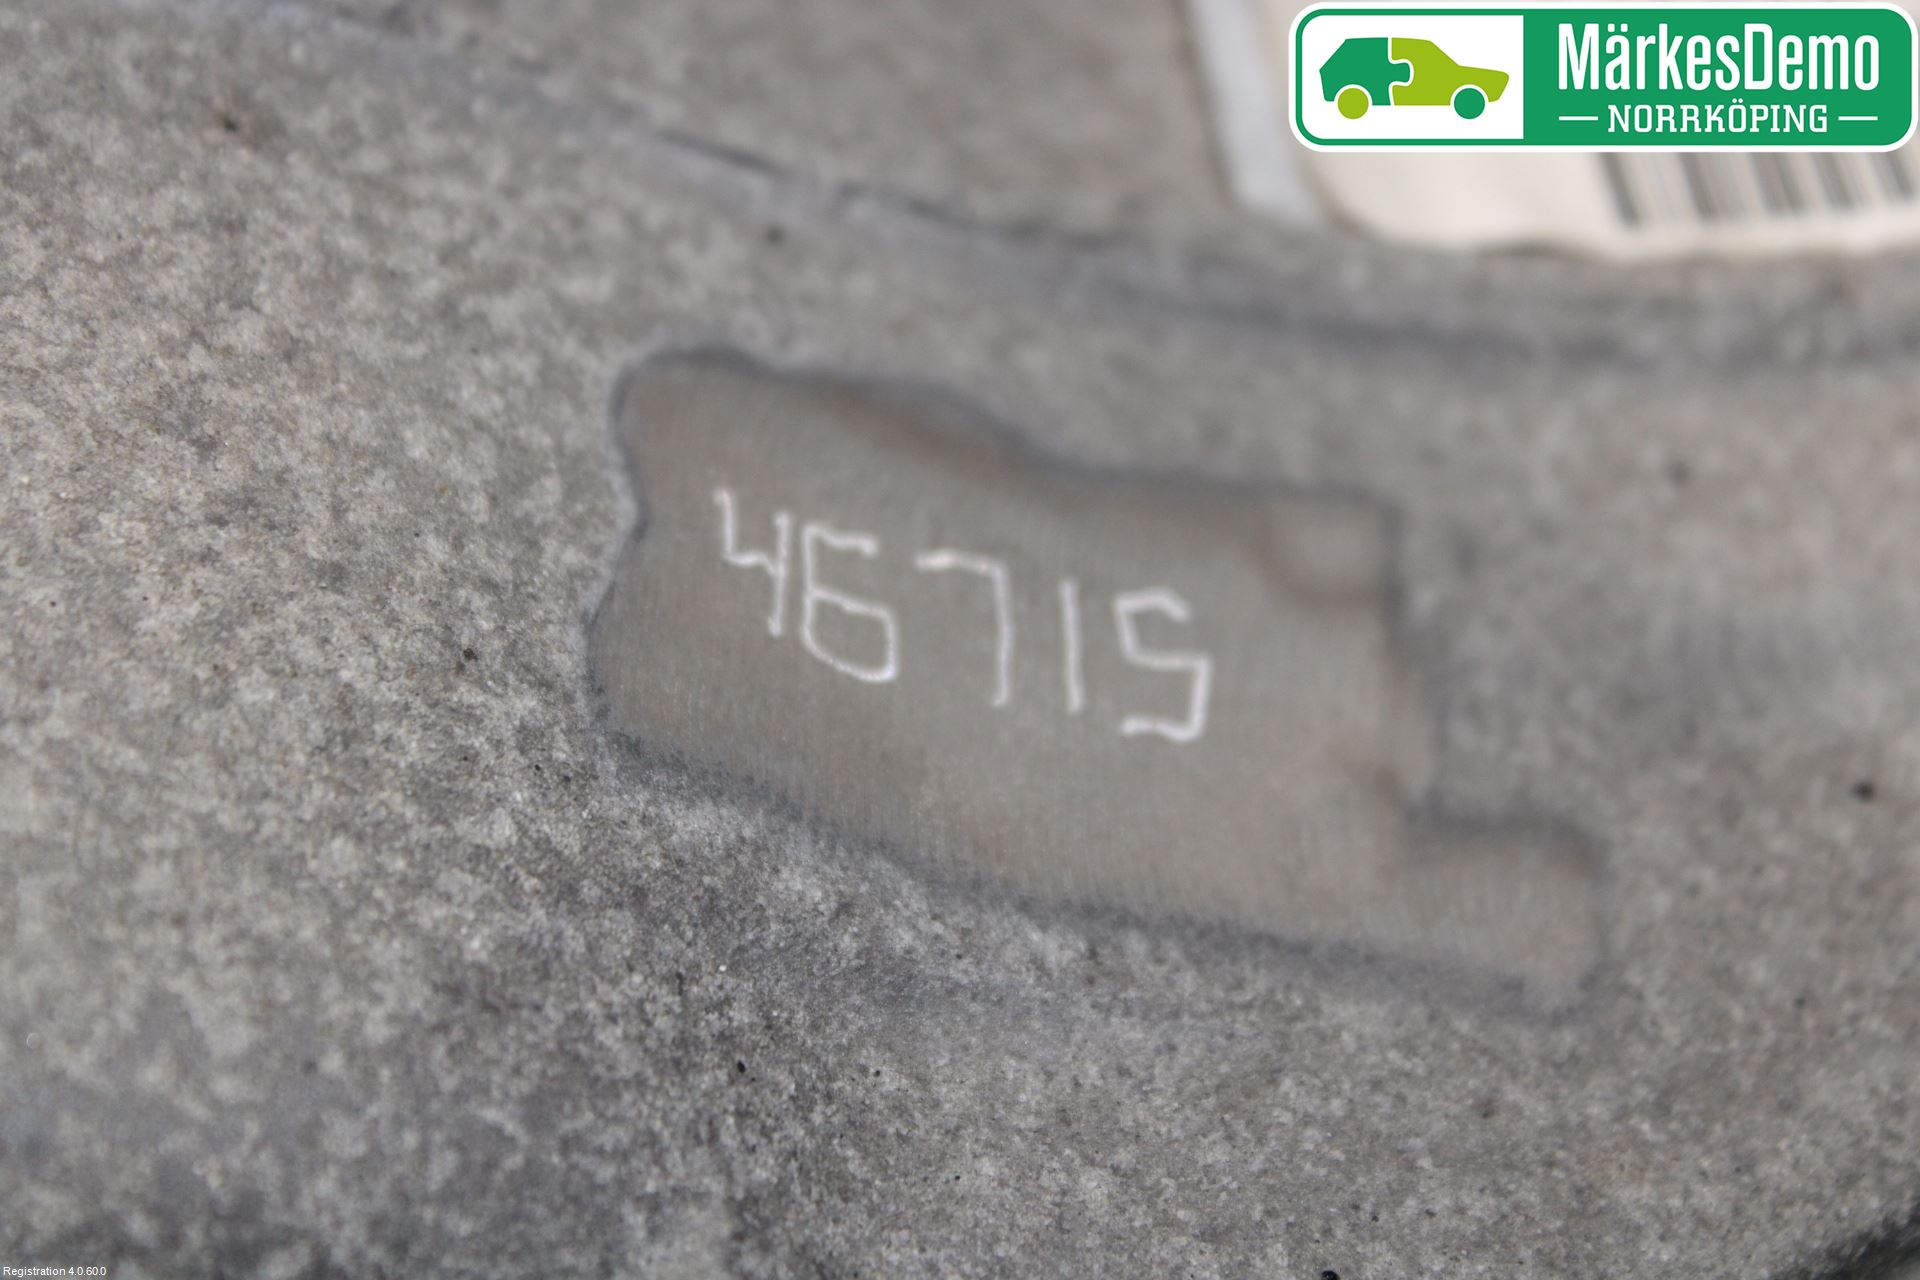 MärkesDemo
NORRKÖPING
46715
Registration 4.0.60.0